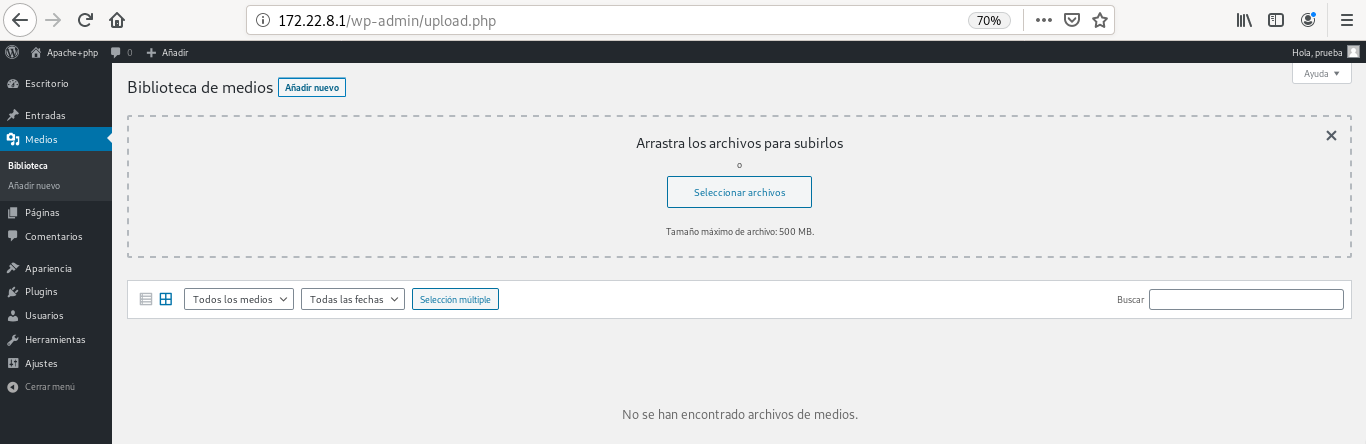 172.22.8.1/wp-admin/upload.php
70%
Apache+php
0
Añadir
Hola, prueba
Ayuda
Escritorio
Entradas
Medios
Biblioteca
Añadir nuevo
Páginas
Comentarios
Apariencia
Plugins
Usuarios
Herramientas
Ajustes
Cerrar menú
Biblioteca de medios
Añadir nuevo
Arrastra los archivos para subirlos
o
Seleccionar archivos
Tamaño máximo de archivo: 500 MB.
Todos los medios
Todas las fechas
Selección múltiple
Buscar
No se han encontrado archivos de medios.